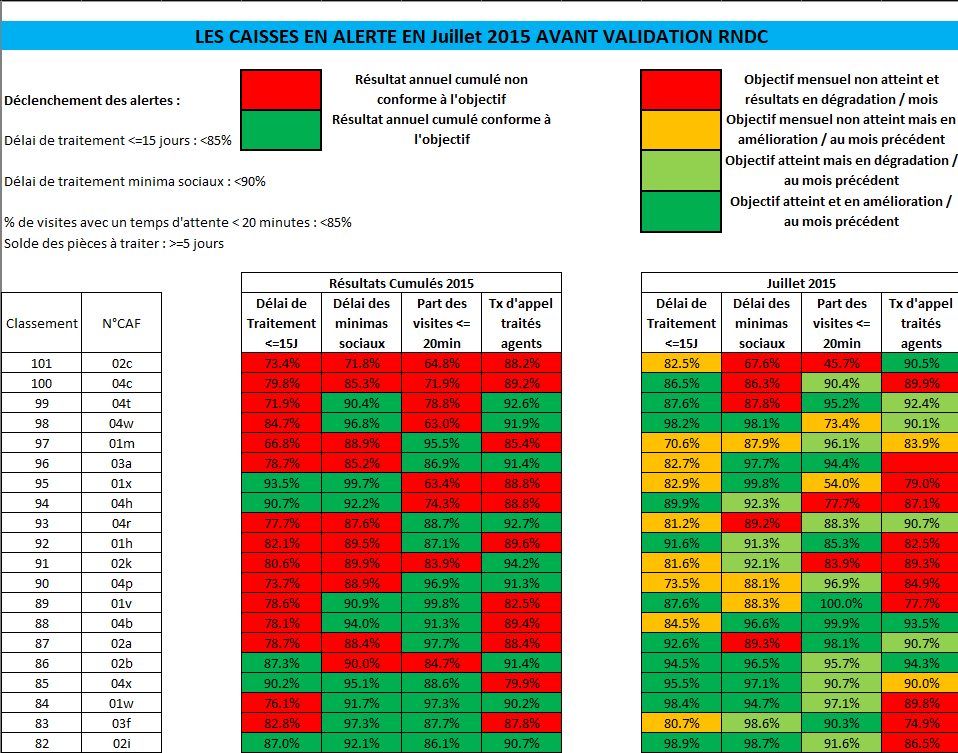 LES CAISSES EN ALERTE EN Juillet 2015 AVANT VALIDATION RNDC
Déclenchement des alertes :
Délai de traitement <=15 jours : <85%
Délai de traitement minima sociaux : <90%
% de visites avec un temps d'attente < 20 minutes : <85%
Solde des pièces à traiter : >=5 jours
Résultat annuel cumulé non
conforme à l'objectif
Résultat annuel cumulé conforme à
l'objectif
Objectif mensuel non atteint et
résultats en dégradation / mois
Objectif mensuel non atteint mais en
amélioration / au mois précédent
Objectif atteint mais en dégradation /
au mois précédent
Objectif atteint et en amélioration /
au mois précédent
Résultats Cumulés 2015 Juillet 2015
Classement N°CAF Délai de Traitement <=15J Délai des minimas sociaux Part des visites <= 20min Tx d'appel traités agents Délai de Traitement <=15J Délai des minimas sociaux Part des visites <= 20min Tx d'appel traités agents
101 02c 73.4% 71.8% 64.8% 88.2% 82.5% 67.6% 45.7% 90.5%
100 04c 79.8% 85.3% 71.9% 89.2% 86.5% 86.3% 90.4% 89.9%
99 04t 71.9% 90.4% 78.8% 92.6% 87.6% 87.8% 95.2% 92.4%
98 04w 84.7% 96.8% 63.0% 91.9% 98.2% 98.1% 73.4% 90.1%
97 01m 66.8% 88.9% 95.5% 85.4% 70.6% 87.9% 96.1% 83.9%
96 03a 78.7% 85.2% 86.9% 91.4% 82.7% 97.7% 94.4%
95 01x 93.5% 99.7% 63.4% 88.8% 82.9% 99.8% 54.0% 79.0%
94 04h 90.7% 92.2% 74.3% 88.8% 89.9% 92.3% 77.7% 87.1%
93 04r 77.7% 87.6% 88.7% 92.7% 81.2% 89.2% 88.3% 90.7%
92 01h 82.1% 89.5% 87.1% 89.6% 91.6% 91.3% 85.3% 82.5%
91 02k 80.6% 89.9% 83.9% 94.2% 81.6% 92.1% 83.9% 89.3%
90 04p 73.7% 88.9% 96.9% 91.3% 73.5% 88.1% 96.9% 84.9%
89 01v 78.6% 90.9% 99.8% 82.5% 87.6% 88.3% 100.0% 77.7%
88 04b 78.1% 94.0% 91.3% 89.4% 84.5% 96.6% 99.9% 93.5%
87 02a 78.7% 88.4% 97.7% 88.4% 92.6% 89.3% 98.1% 90.7%
86 02b 87.3% 90.0% 84.7% 91.4% 94.5% 96.5% 95.7% 94.3%
85 04x 90.2% 95.1% 88.6% 79.9% 95.5% 97.1% 90.7% 90.0%
84 01w 76.1% 91.7% 97.3% 90.2% 98.4% 94.7% 97.1% 89.8%
83 03f 82.8% 97.3% 87.7% 87.8% 80.7% 98.6% 90.3% 74.9%
82 02i 87.0% 92.1% 86.1% 90.7% 98.9% 98.7% 91.6% 86.5%